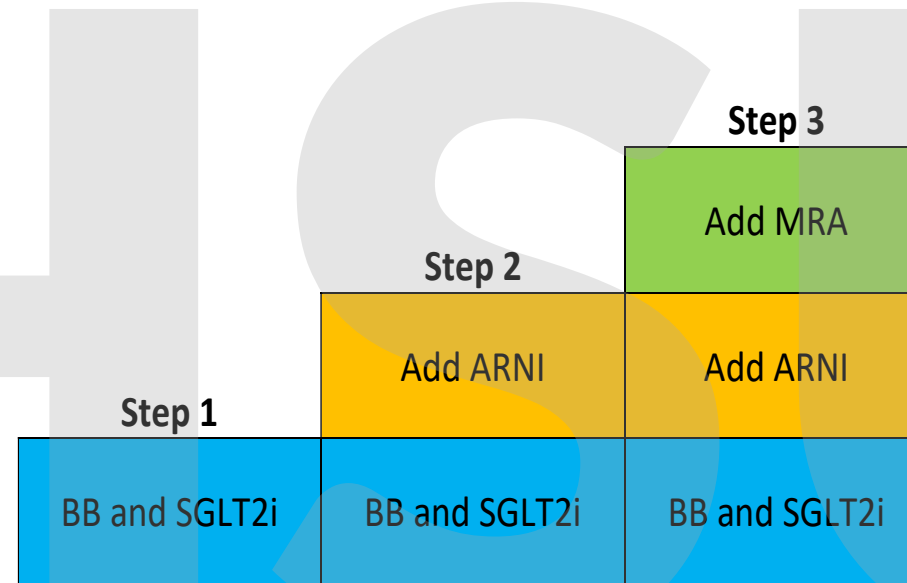 Step 3
Add MRA
Step 2
Add ARNI
Add ARNI
Step 1
BB and SGLT2i
BB and SGLT2i
BB and SGLT2i